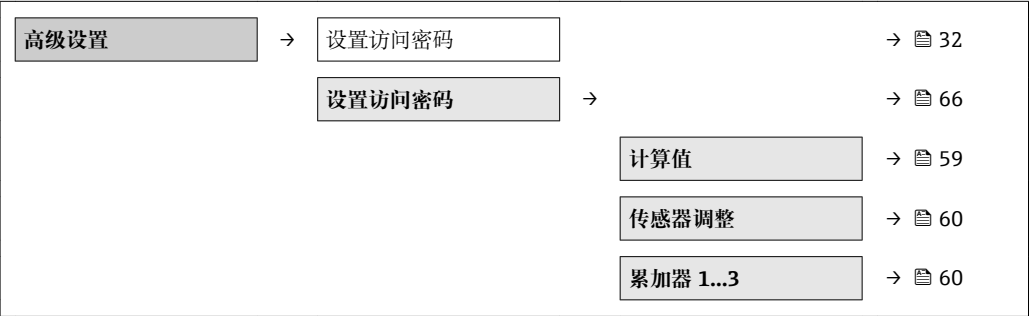 高级设置 → 设置访问密码 → 32
设置访问密码 → → 66
计算值 → 59
传感器调整 → 60
累加器 1...3 → 60